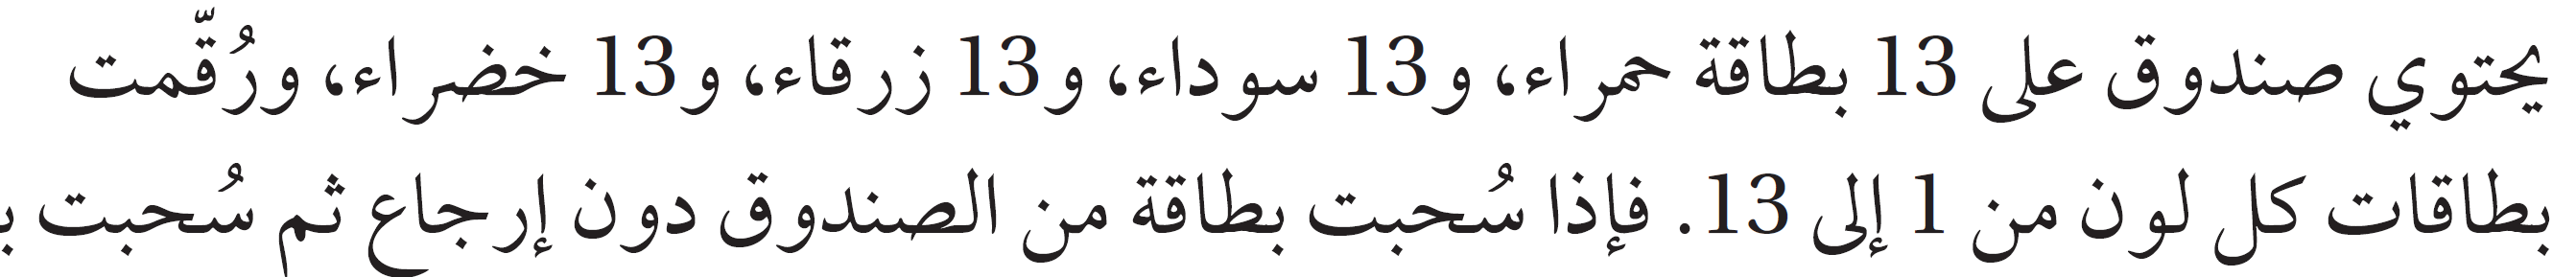 يحتوي صندوق على 13 بطاقة حمراء، و13 سوداء، و13 زرقاء، و13 خضراء، ورُقّمت
بطاقات كل لون من 1 إلى 13. فإذا سُحبت بطاقة من الصندوق دون إرجاع ثم سُحبت